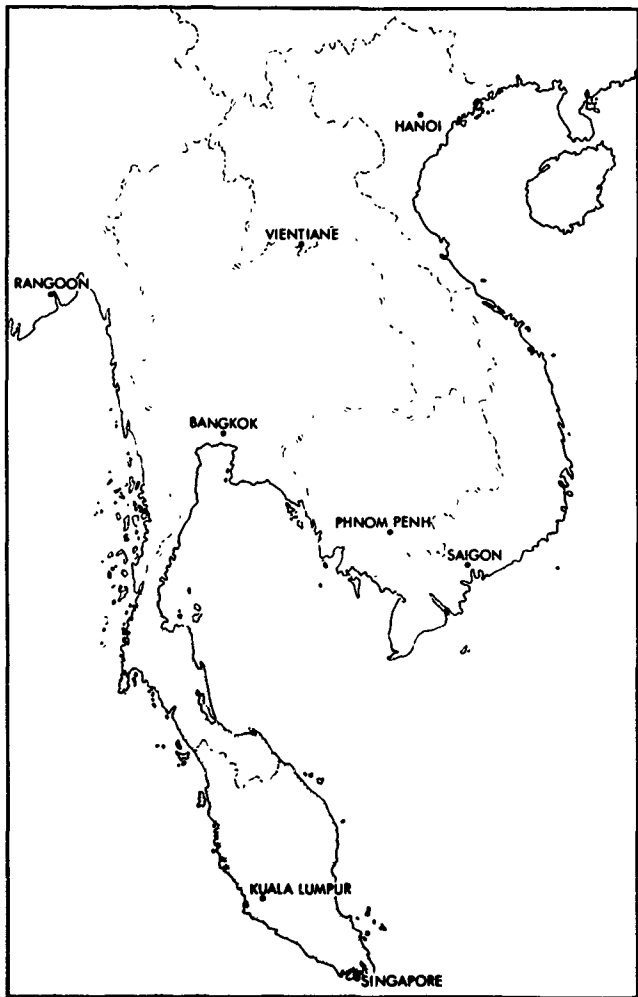 HANOI
VIENTIANE
RANGOON
BANGKOK
PHNOM PENH
SAIGON
KUALA LUMPUR
SINGAPORE